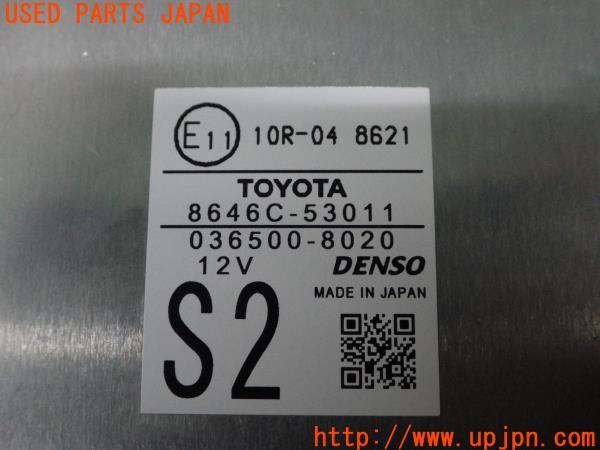 USED PARTS JAPAN
E11 10R-04 8621
TOYOTA
8646C-53011
036500-8020
12V DENSO
MADE IN JAPAN
S2
http://www.upjpn.com